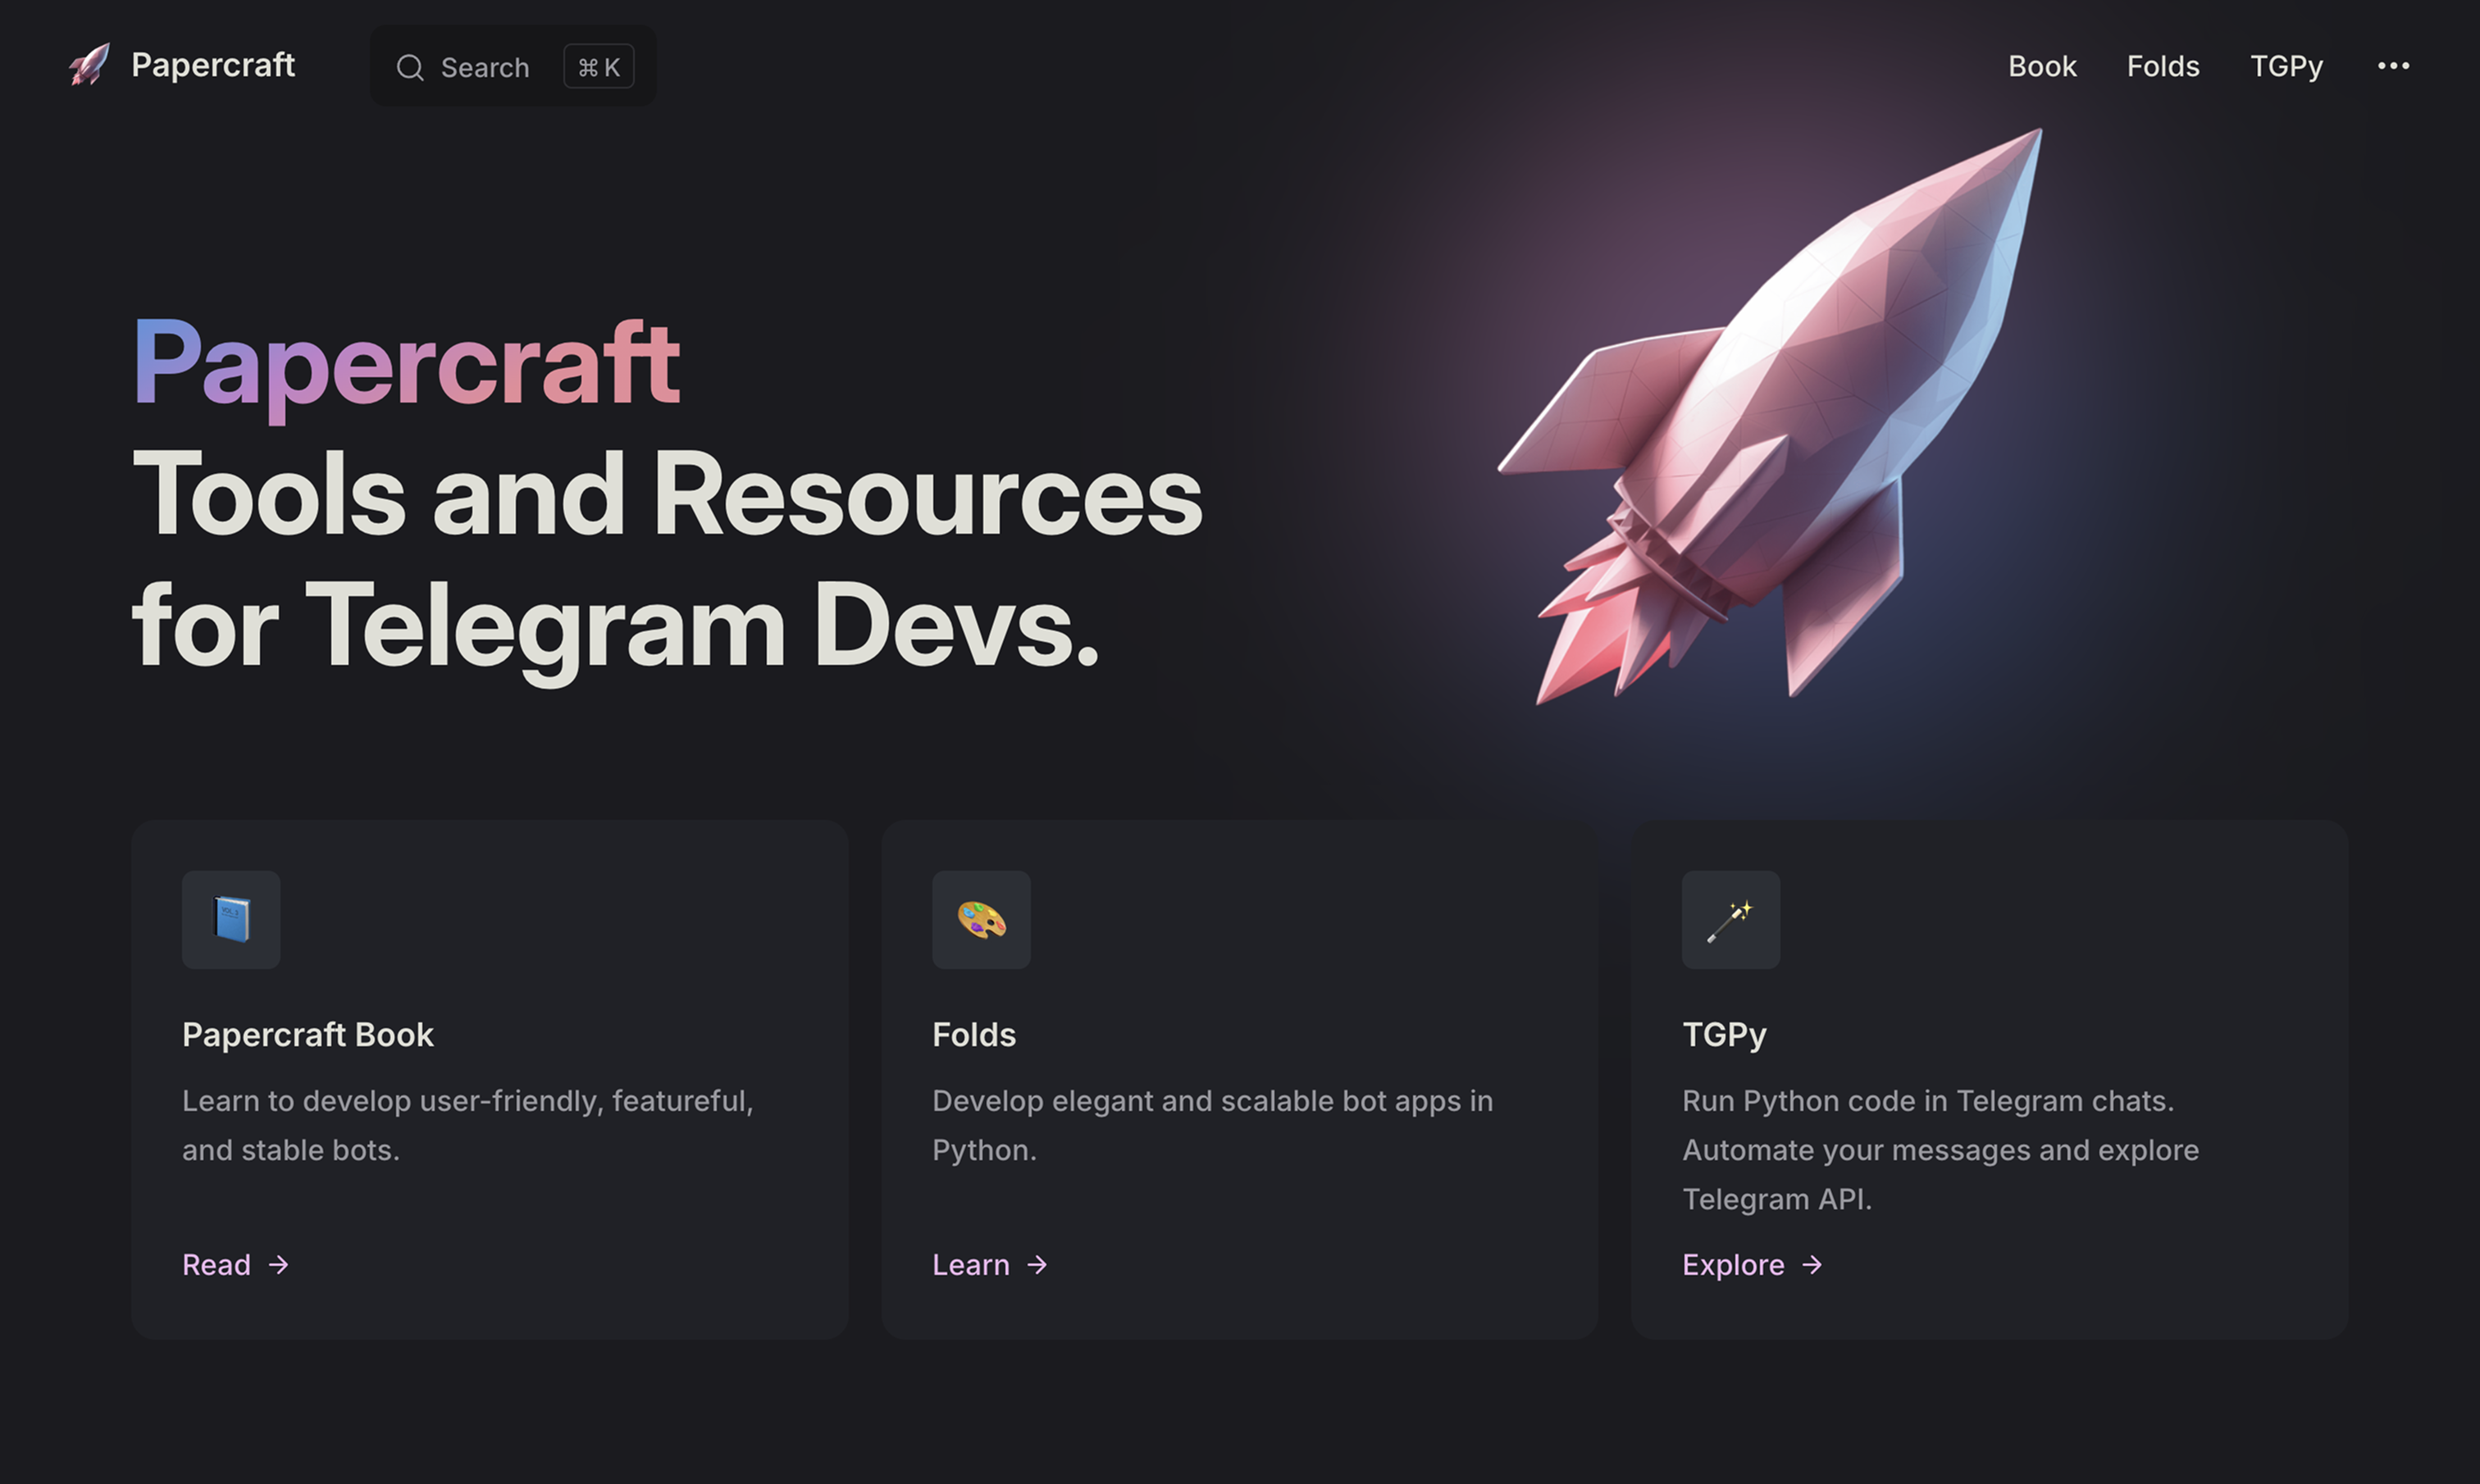 Papercraft
Search
⌘ K
Book
Folds
TGPy
Papercraft
Tools and Resources
for Telegram Devs.
Papercraft Book
Learn to develop user-friendly, featureful,
and stable bots.
Read →
Folds
Develop elegant and scalable bot apps in
Python.
Learn →
TGPy
Run Python code in Telegram chats.
Automate your messages and explore
Telegram API.
Explore →